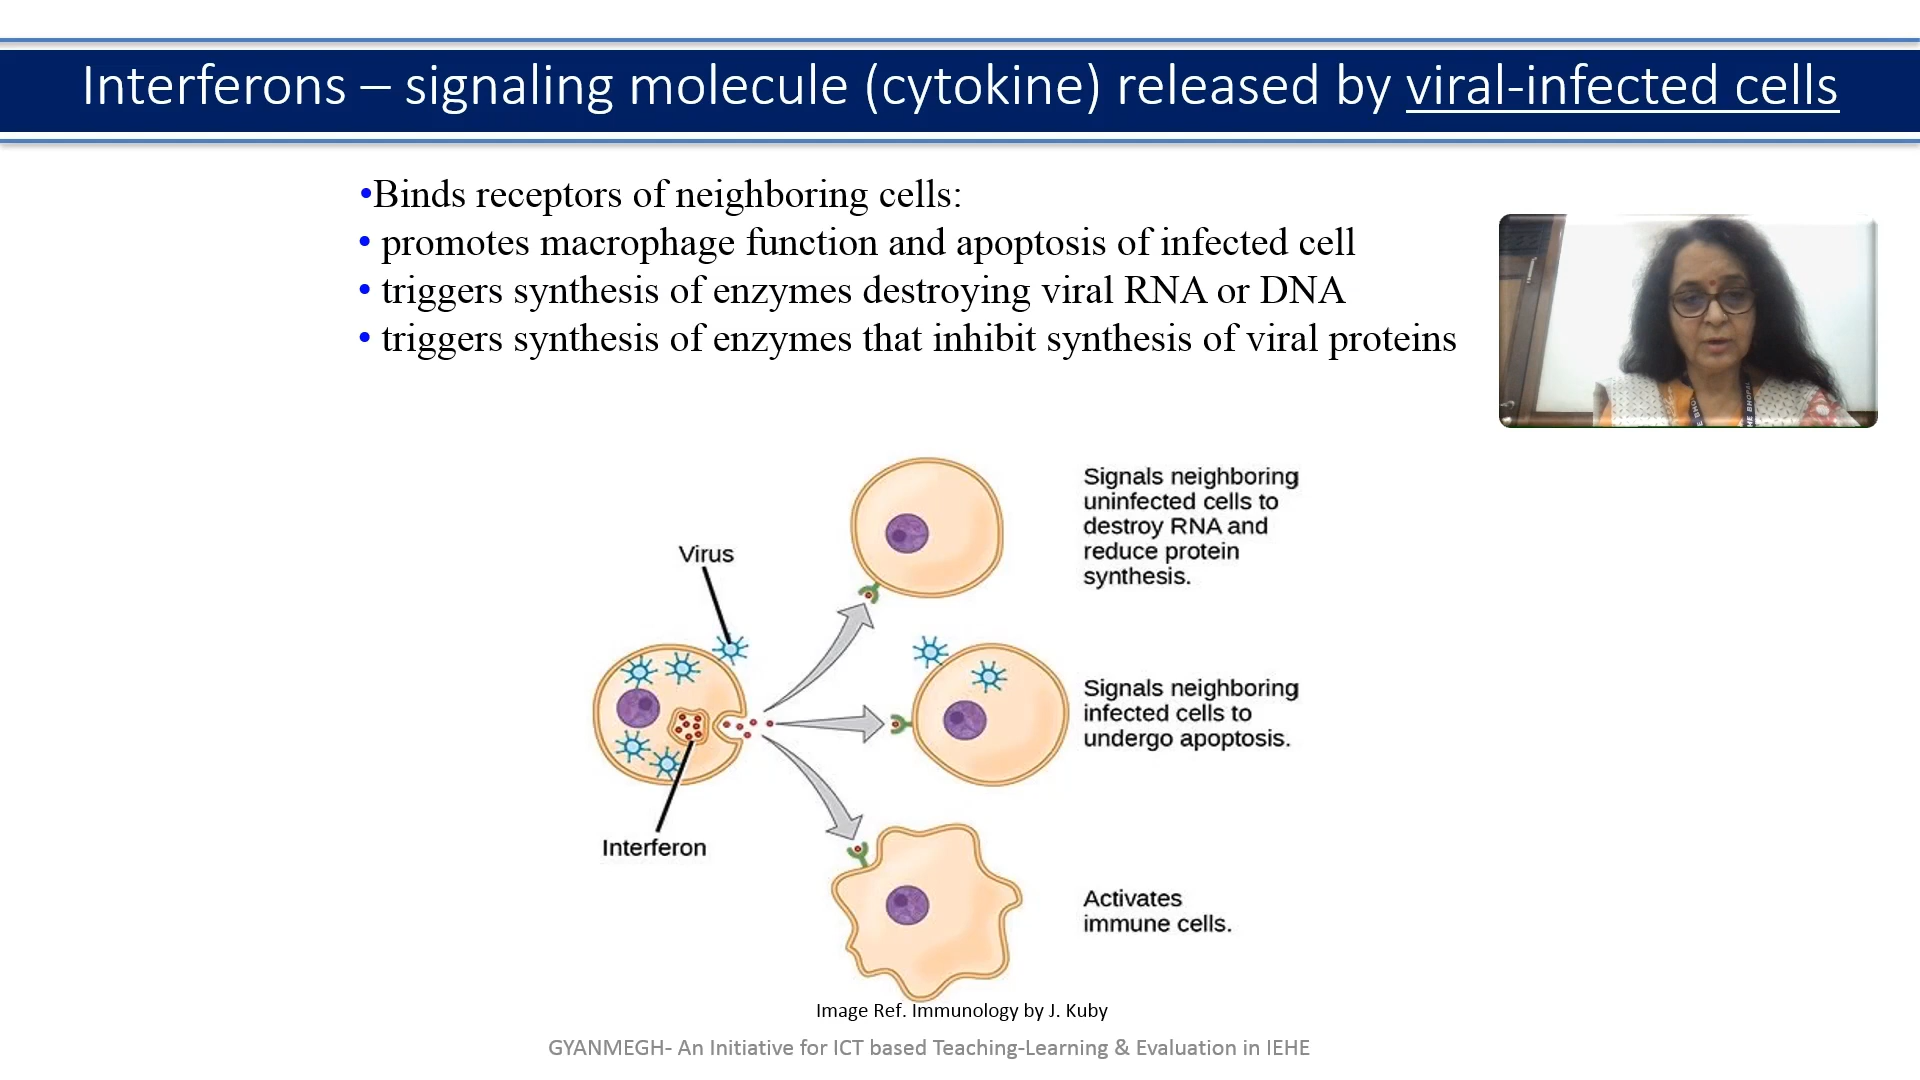 Interferons – signaling molecule (cytokine) released by viral-infected cells
•Binds receptors of neighboring cells:
• promotes macrophage function and apoptosis of infected cell
• triggers synthesis of enzymes destroying viral RNA or DNA
• triggers synthesis of enzymes that inhibit synthesis of viral proteins
BHOPAL
Signals neighboring
uninfected cells to
destroy RNA and
reduce protein
synthesis.
Virus
Signals neighboring
infected cells to
undergo apoptosis.
Interferon
Activates
immune cells.
Image Ref. Immunology by J. Kuby
GYANMEGH- An Initiative for ICT based Teaching-Learning & Evaluation in IEHE